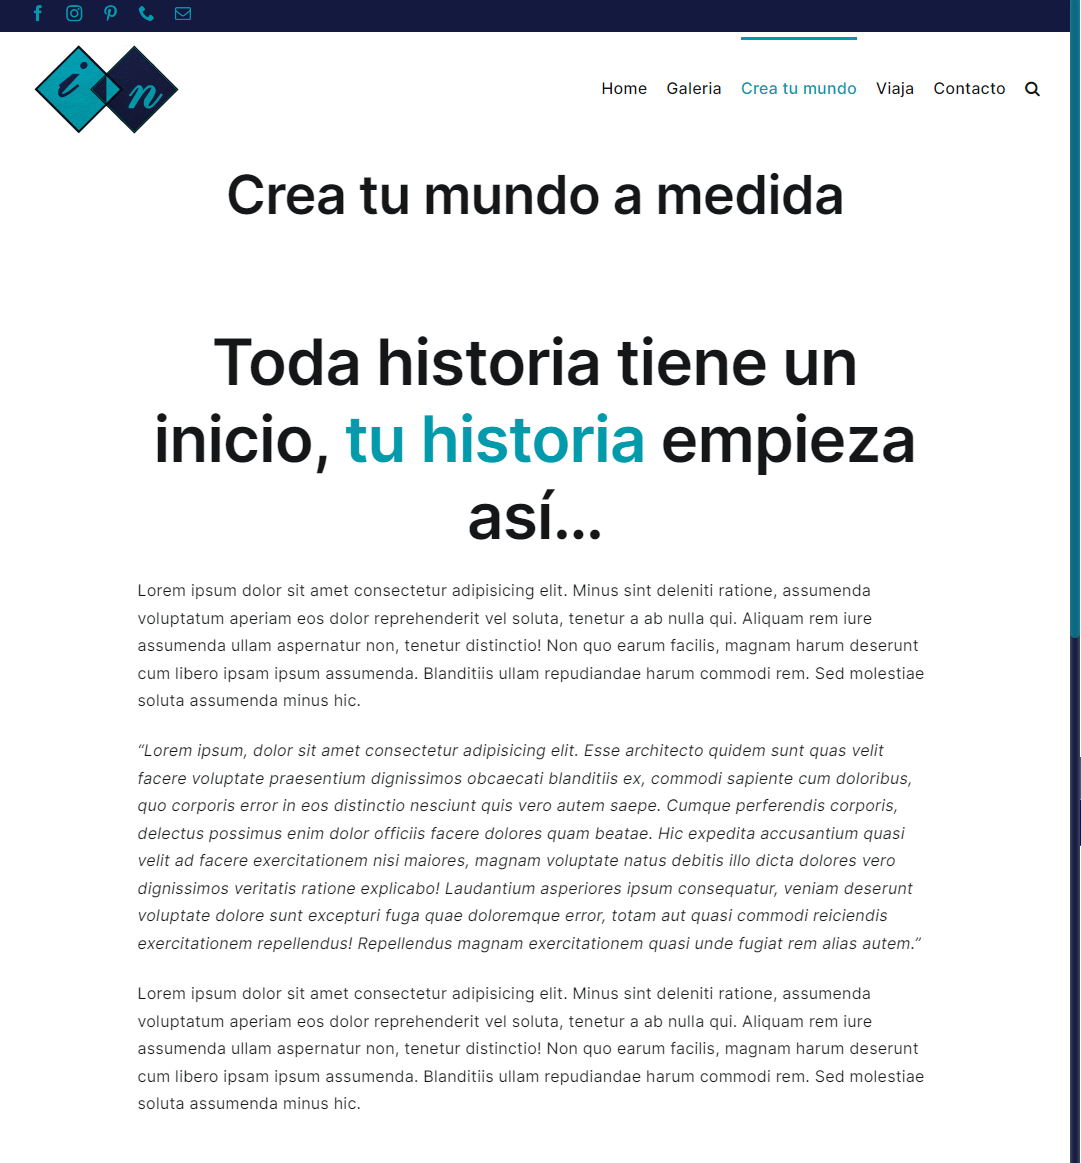 i n
Home Galeria Crea tu mundo Viaja Contacto
Crea tu mundo a medida
Toda historia tiene un
inicio, tu historia empieza
así...
Lorem ipsum dolor sit amet consectetur adipisicing elit. Minus sint deleniti ratione, assumenda
voluptatum aperiam eos dolor reprehenderit vel soluta, tenetur a ab nulla qui. Aliquam rem iure
assumenda ullam aspernatur non, tenetur distinctio! Non quo earum facilis, magnam harum deserunt
cum libero ipsam ipsum assumenda. Blanditiis ullam repudiandae harum commodi rem. Sed molestiae
soluta assumenda minus hic.
“Lorem ipsum, dolor sit amet consectetur adipisicing elit. Esse architecto quidem sunt quas velit
facere voluptate praesentium dignissimos obcaecati blanditiis ex, commodi sapiente cum doloribus,
quo corporis error in eos distinctio nesciunt quis vero autem saepe. Cumque perferendis corporis,
delectus possimus enim dolor officiis facere dolores quam beatae. Hic expedita accusantium quasi
velit ad facere exercitationem nisi maiores, magnam voluptate natus debitis illo dicta dolores vero
dignissimos veritatis ratione explicabo! Laudantium asperiores ipsum consequatur, veniam deserunt
voluptate dolore sunt excepturi fuga quae doloremque error, totam aut quasi commodi reiciendis
exercitationem repellendus! Repellendus magnam exercitationem quasi unde fugiat rem alias autem.”
Lorem ipsum dolor sit amet consectetur adipisicing elit. Minus sint deleniti ratione, assumenda
voluptatum aperiam eos dolor reprehenderit vel soluta, tenetur a ab nulla qui. Aliquam rem iure
assumenda ullam aspernatur non, tenetur distinctio! Non quo earum facilis, magnam harum deserunt
cum libero ipsam ipsum assumenda. Blanditiis ullam repudiandae harum commodi rem. Sed molestiae
soluta assumenda minus hic.